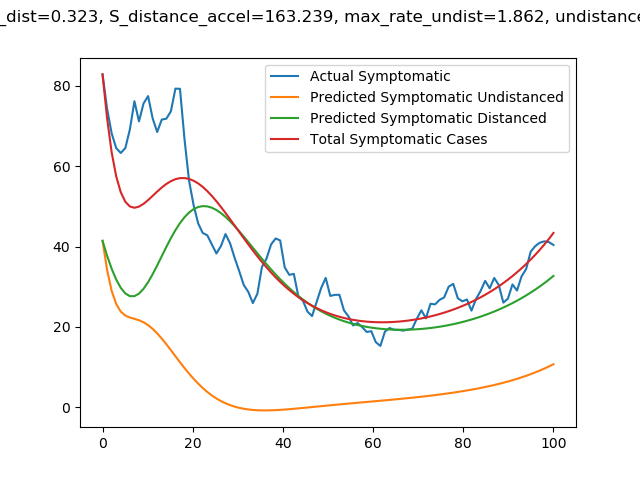 _dist=0.323, S_distance_accel=163.239, max_rate_undist=1.862, undistance
Actual Symptomatic
Predicted Symptomatic Undistanced
Predicted Symptomatic Distanced
Total Symptomatic Cases
80
60
40
20
0
0 20 40 60 80 100